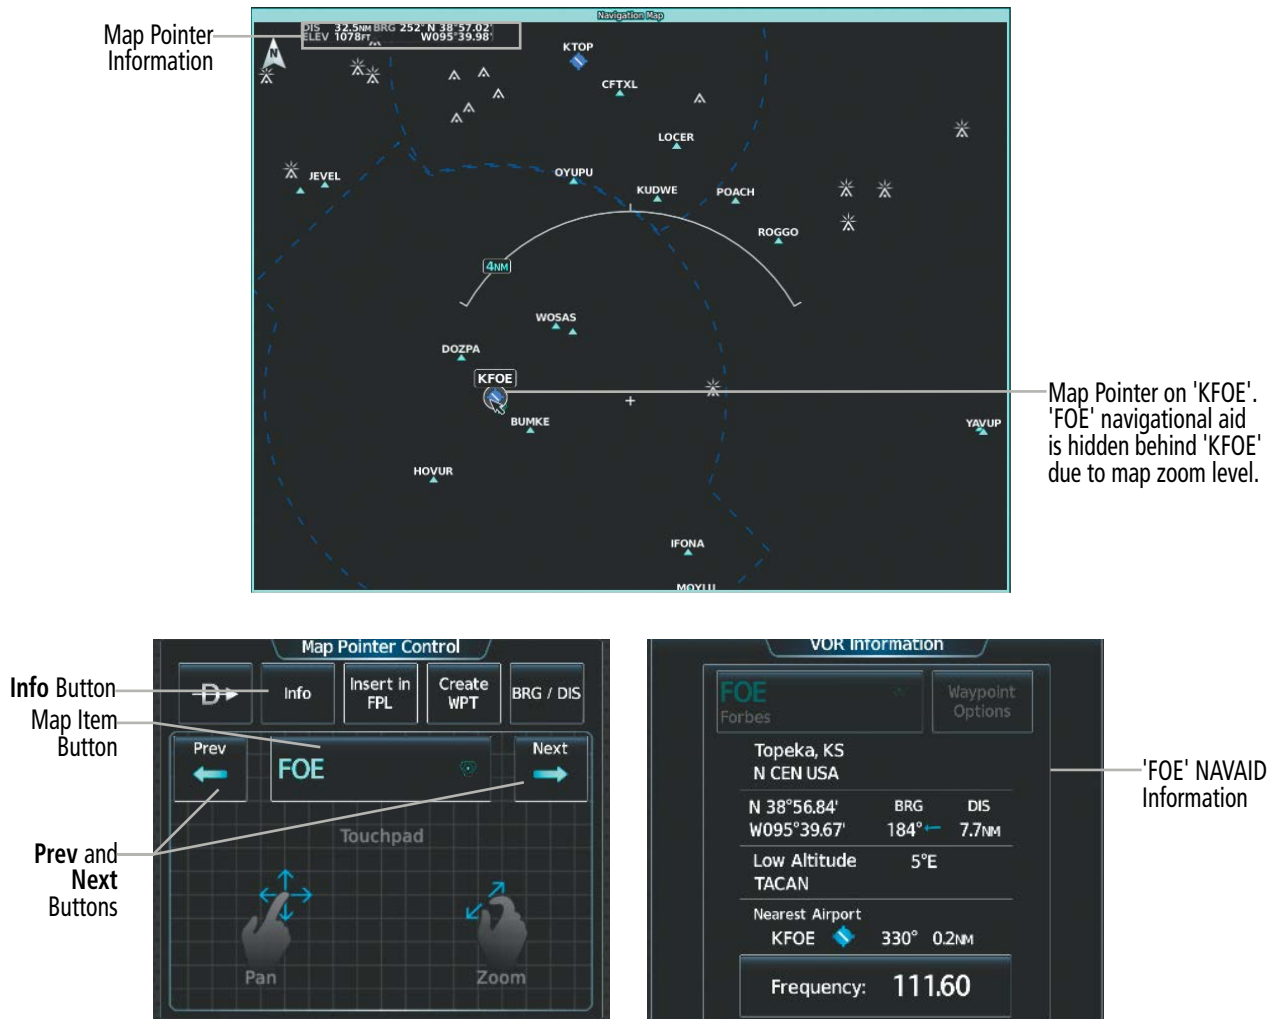 Navigation Map
DIS 32.5NM BRG 252° N 38°57.02'
ELEV 1078FT W095°39.98'
Map Pointer
Information
N
KTOP
CFTXL
LOCER
OYUPU
JEVEL
KUDWE
POACH
ROGGO
4NM
WOSAS
DOZPA
KFOE
BUMKE
YAVUP
HOVUR
IFONA
MOYLU
Map Pointer on 'KFOE'.
'FOE' navigational aid
is hidden behind 'KFOE'
due to map zoom level.
Map Pointer Control
Info Button
Map Item
Button
Prev and
Next
Buttons
D
Info
Insert in
FPL
Create
WPT
BRG / DIS
Prev
FOE
Next
Touchpad
Pan
Zoom
VOR Information
FOE
Forbes
Waypoint
Options
Topeka, KS
N CEN USA
N 38°56.84' BRG DIS
W095°39.67' 184° 7.7NM
Low Altitude 5°E
TACAN
Nearest Airport
KFOE 330° 0.2NM
Frequency: 111.60
'FOE' NAVAID
Information